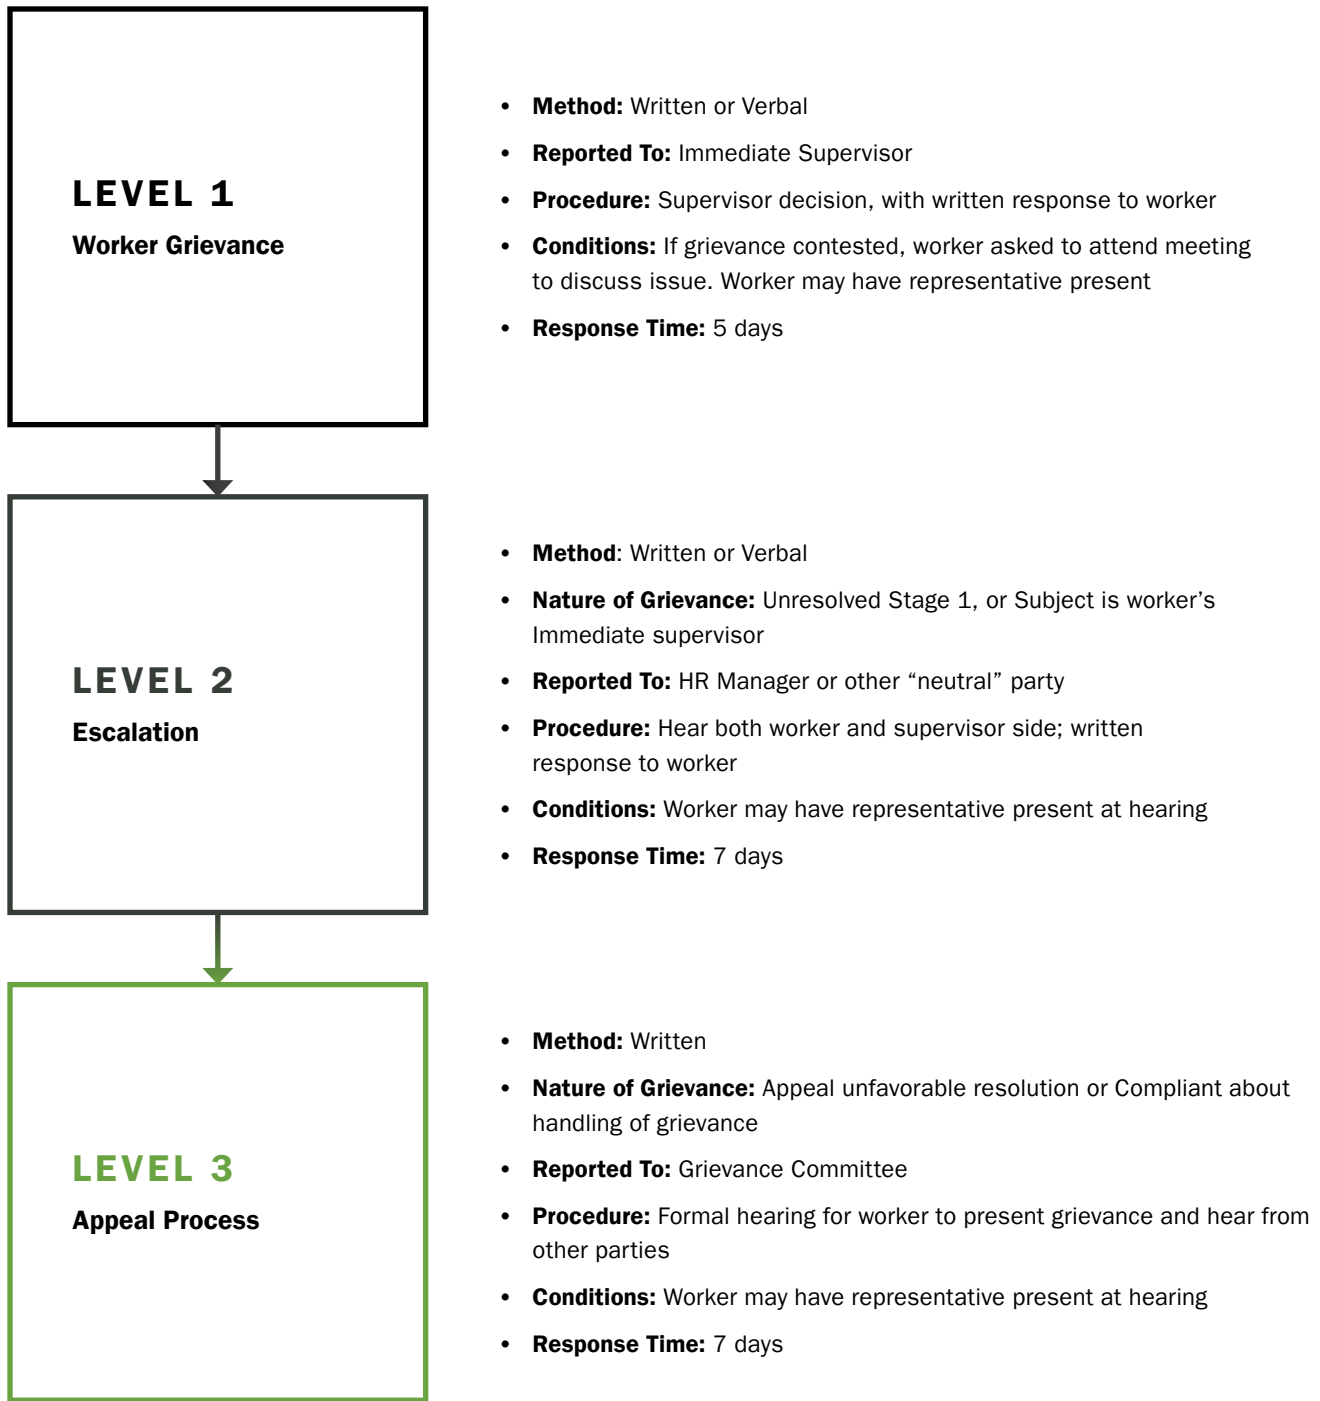 LEVEL 1
Worker Grievance
• Method: Written or Verbal
• Reported To: Immediate Supervisor
• Procedure: Supervisor decision, with written response to worker
• Conditions: If grievance contested, worker asked to attend meeting
to discuss issue. Worker may have representative present
• Response Time: 5 days
LEVEL 2
Escalation
• Method: Written or Verbal
• Nature of Grievance: Unresolved Stage 1, or Subject is worker’s
Immediate supervisor
• Reported To: HR Manager or other “neutral” party
• Procedure: Hear both worker and supervisor side; written
response to worker
• Conditions: Worker may have representative present at hearing
• Response Time: 7 days
LEVEL 3
Appeal Process
• Method: Written
• Nature of Grievance: Appeal unfavorable resolution or Compliant about
handling of grievance
• Reported To: Grievance Committee
• Procedure: Formal hearing for worker to present grievance and hear from
other parties
• Conditions: Worker may have representative present at hearing
• Response Time: 7 days